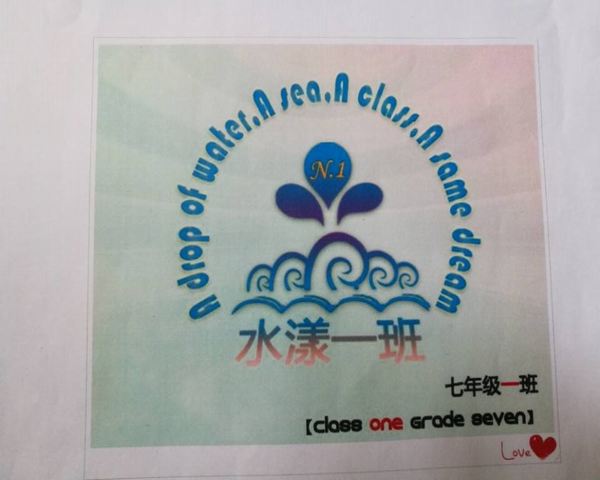 A drop of water,A sea,A class,A same dream
N.1
水漾一班
七年级一班
【class one Grade seven】
Love